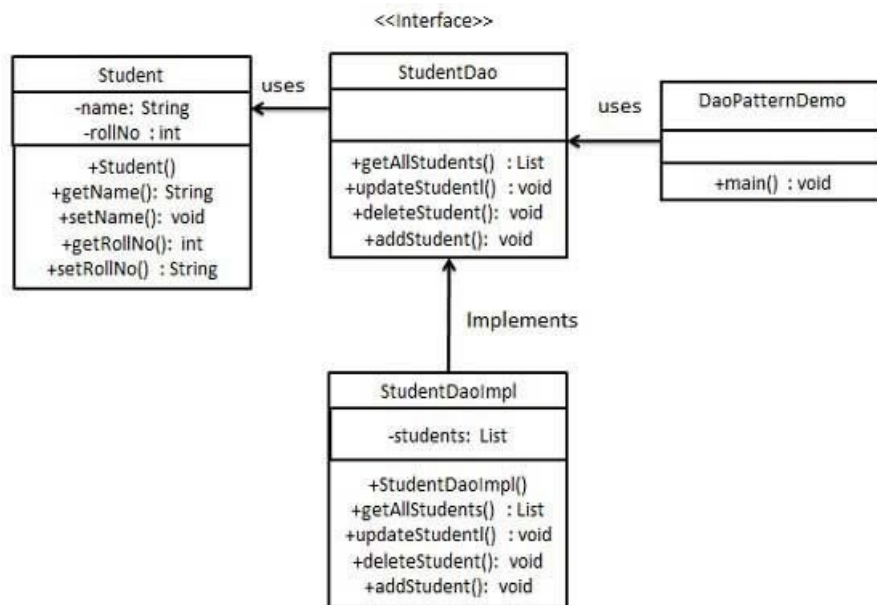 <<Interface>>
Student
-name: String
-rollNo : int
+Student()
+getName(): String
+setName(): void
+getRollNo(): int
+setRollNo() : String
uses
StudentDao
+getAllStudents() : List
+updateStudentl() : void
+deleteStudent(): void
+addStudent(): void
uses
DaoPatternDemo
+main() : void
Implements
StudentDaoImpl
-students: List
+StudentDaoImpl()
+getAllStudents() : List
+updateStudentl() : void
+deleteStudent(): void
+addStudent(): void